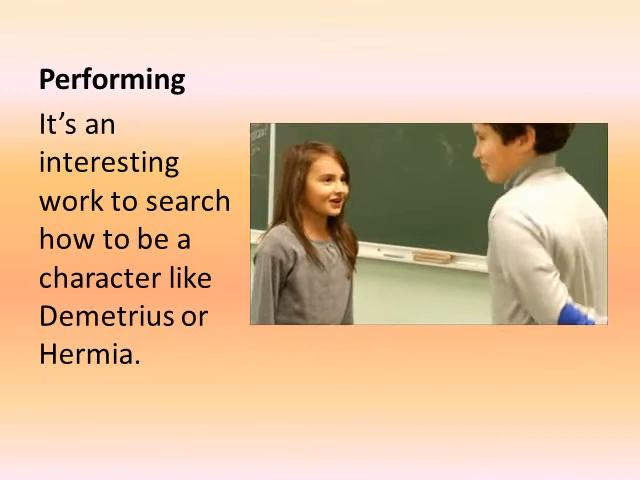 Performing
It's an
interesting
work to search
how to be a
character like
Demetrius or
Hermia.